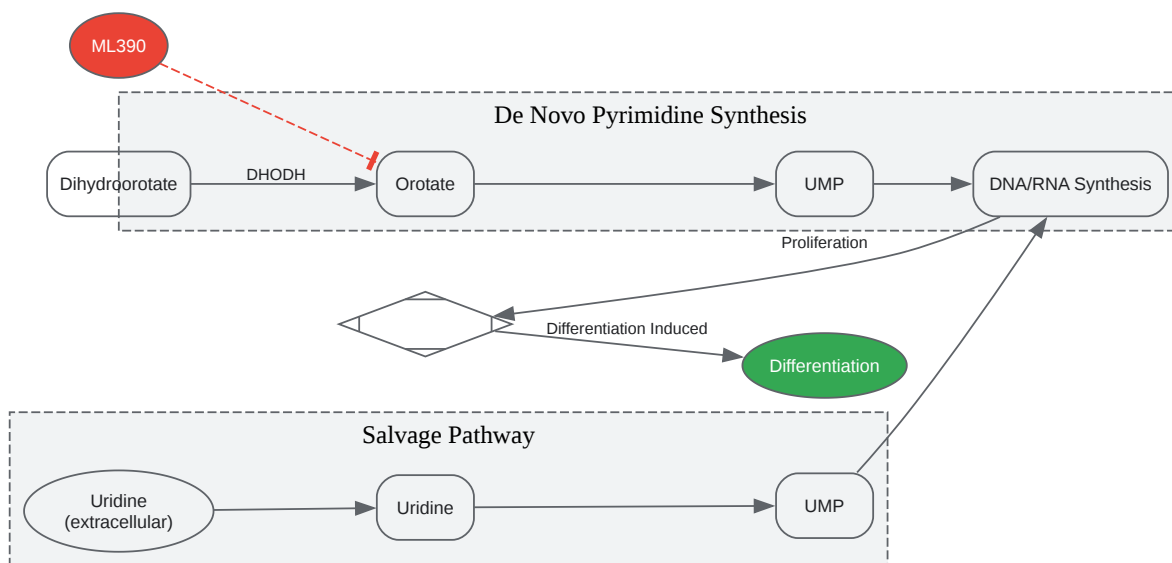 ML390
De Novo Pyrimidine Synthesis
Dihydroorotate
DHODH
Orotate
UMP
DNA/RNA Synthesis
Proliferation
Differentiation Induced
Differentiation
Salvage Pathway
Uridine
(extracellular)
Uridine
UMP